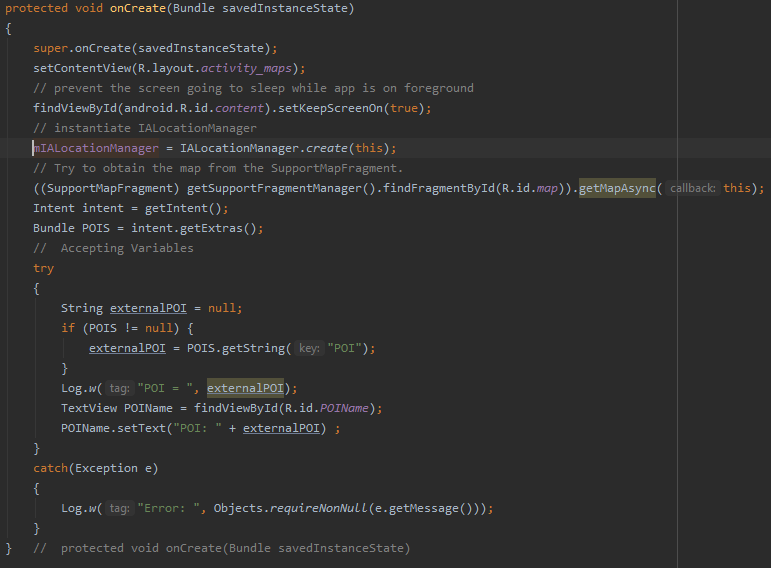 protected void onCreate(Bundle savedInstanceState)
{
super.onCreate(savedInstanceState);
setContentView(R.layout.activity_maps);
// prevent the screen going to sleep while app is on foreground
findViewById(android.R.id.content).setKeepScreenOn(true);
// instantiate IALocationManager
mIALocationManager = IALocationManager.create(this);
// Try to obtain the map from the SupportMapFragment.
((SupportMapFragment) getSupportFragmentManager().findFragmentById(R.id.map)).getMapAsync( callback: this);
Intent intent = getIntent();
Bundle POIS = intent.getExtras();
//  Accepting Variables
try
{
String externalPOI = null;
if (POIS != null) {
externalPOI = POIS.getString( key: "POI");
}
Log.w( tag: "POI = ", externalPOI);
TextView POIName = findViewById(R.id.POIName);
POIName.setText("POI: " + externalPOI) ;
}
catch(Exception e)
{
Log.w( tag: "Error: ", Objects.requireNonNull(e.getMessage()));
}
}   //  protected void onCreate(Bundle savedInstanceState)